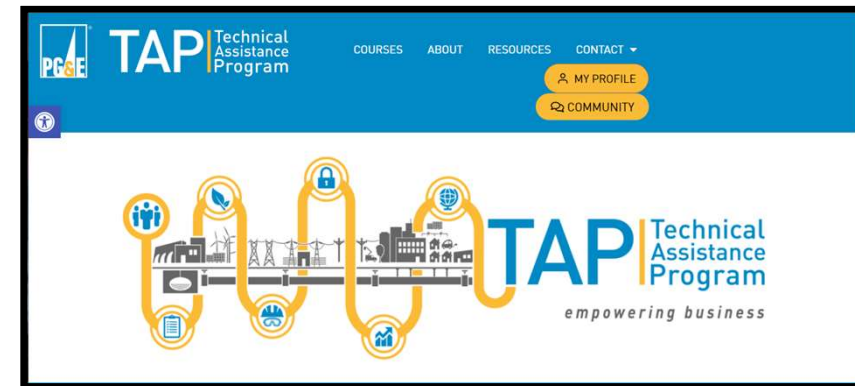 PG&E
TAP Technical
Assistance
Program
COURSES ABOUT RESOURCES CONTACT
MY PROFILE
COMMUNITY
TAP Technical
Assistance
Program
empowering business